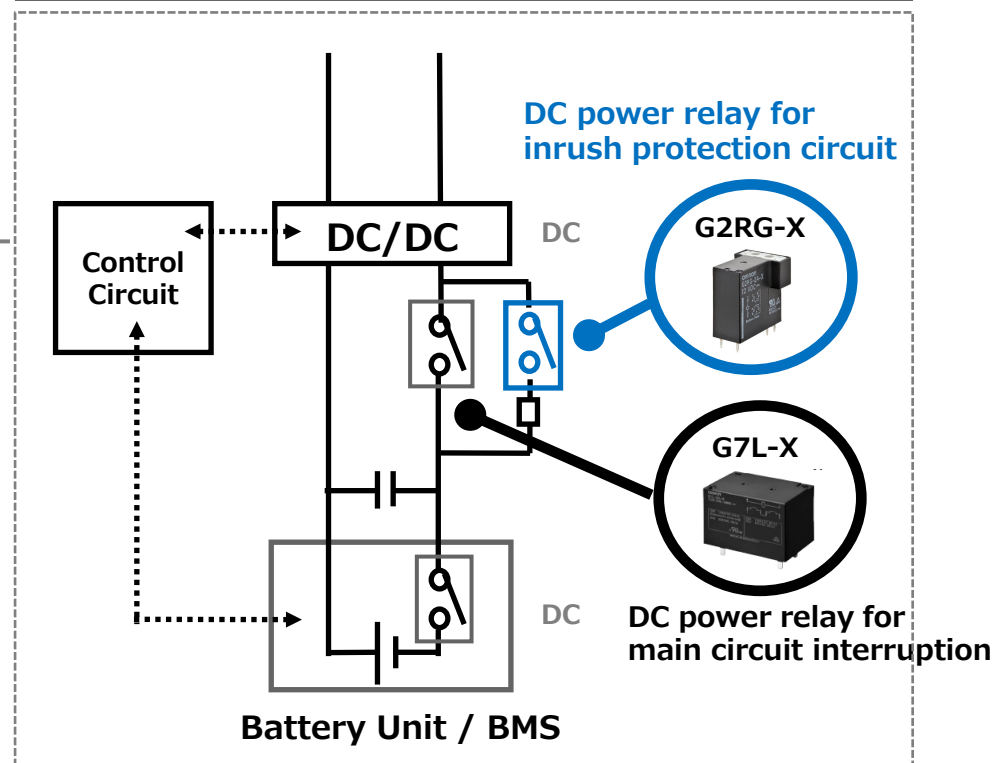 DC power relay for
inrush protection circuit
DC/DC
DC
Control
Circuit
G2RG-X
G7L-X
DC
DC power relay for
main circuit interruption
Battery Unit / BMS